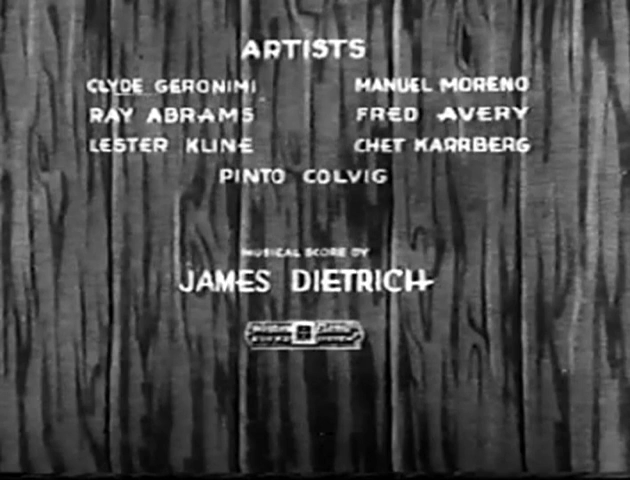 ARTISTS
CLYDE GERONIMI MANUEL MORENO
RAY ABRAMS FRED AVERY
LESTER KLINE CHET KARRBERG
PINTO COLVIG
MUSICAL SCORE BY
JAMES DIETRICH